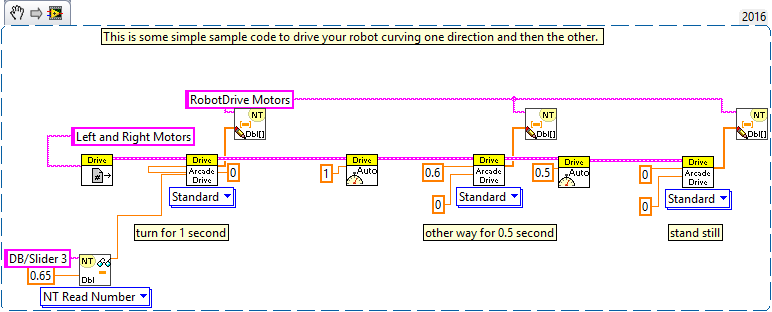 2016
This is some simple sample code to drive your robot curving one direction and then the other.
RobotDrive Motors
NT
Dbl[]
NT
Dbl[]
NT
Dbl[]
Left and Right Motors
Drive
#
Drive
Arcade
Drive
0
Standard
1
Drive
Auto
0.6
0
Drive
Arcade
Drive
Standard
0.5
Drive
Auto
0
0
Drive
Arcade
Drive
Standard
turn for 1 second
other way for 0.5 second
stand still
DB/Slider 3
0.65
NT
Dbl
NT Read Number